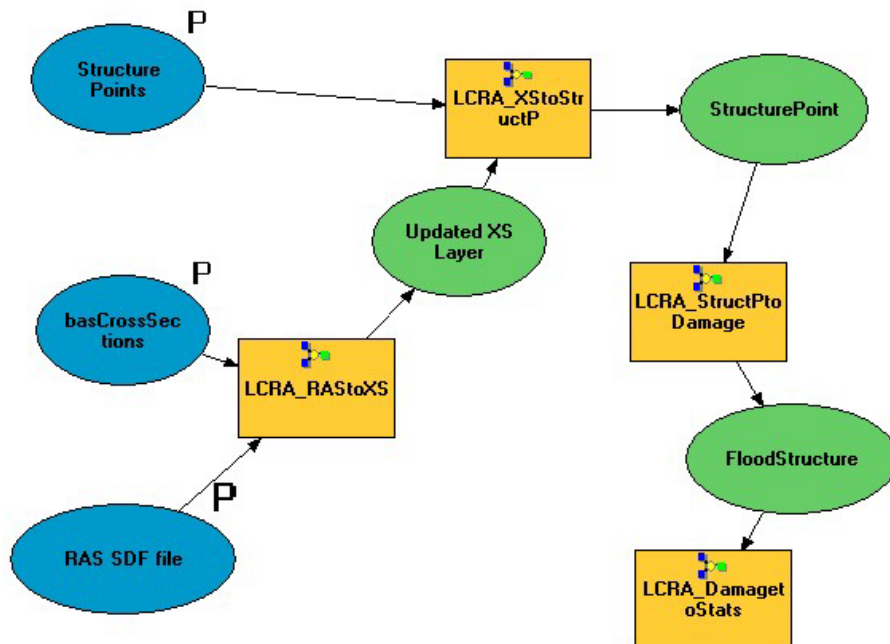 P
Structure
Points
LCRA_XStoStr
uctP
StructurePoint
Updated XS
Layer
P
basCrossSec
tions
LCRA_StructPto
Damage
LCRA_RAStoXS
P
FloodStructure
RAS SDF file
LCRA_Damaget
oStats